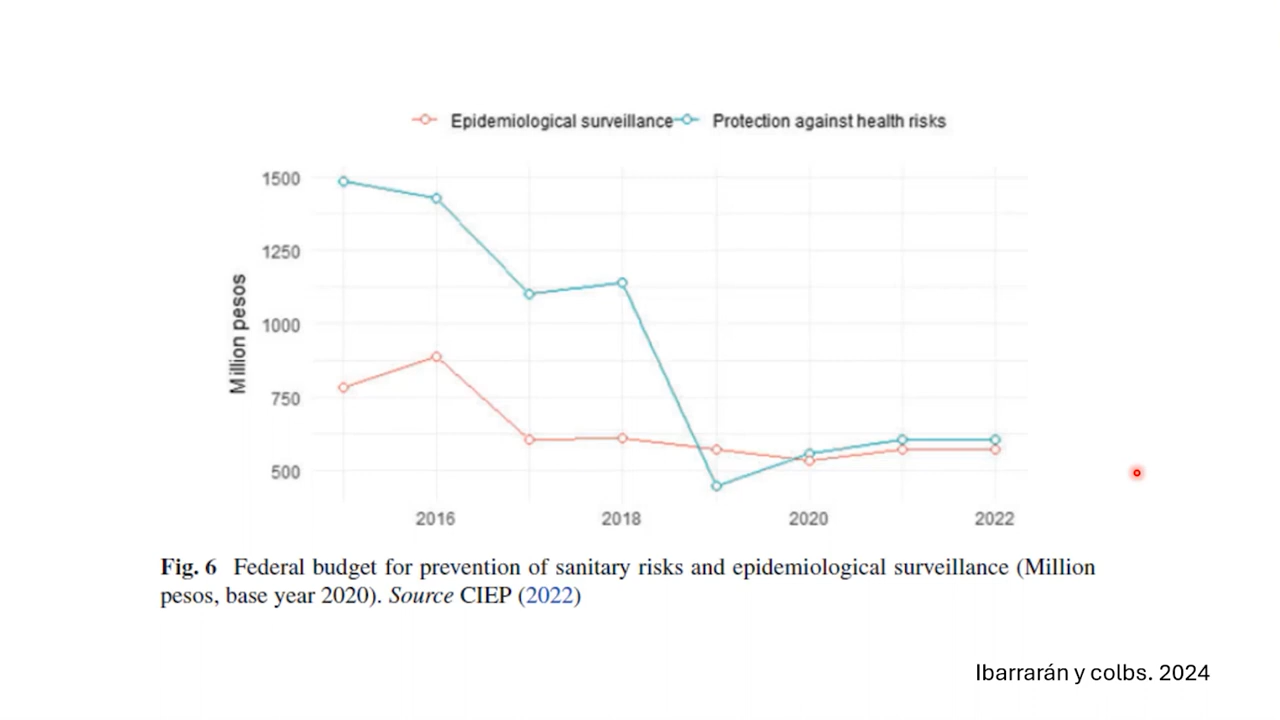 Epidemiological surveillance Protection against health risks
1500
1250
1000
750
500
Million pesos
2016 2018 2020 2022
Fig. 6 Federal budget for prevention of sanitary risks and epidemiological surveillance (Million
pesos, base year 2020). Source CIEP (2022)
Ibarrarán y colbs. 2024